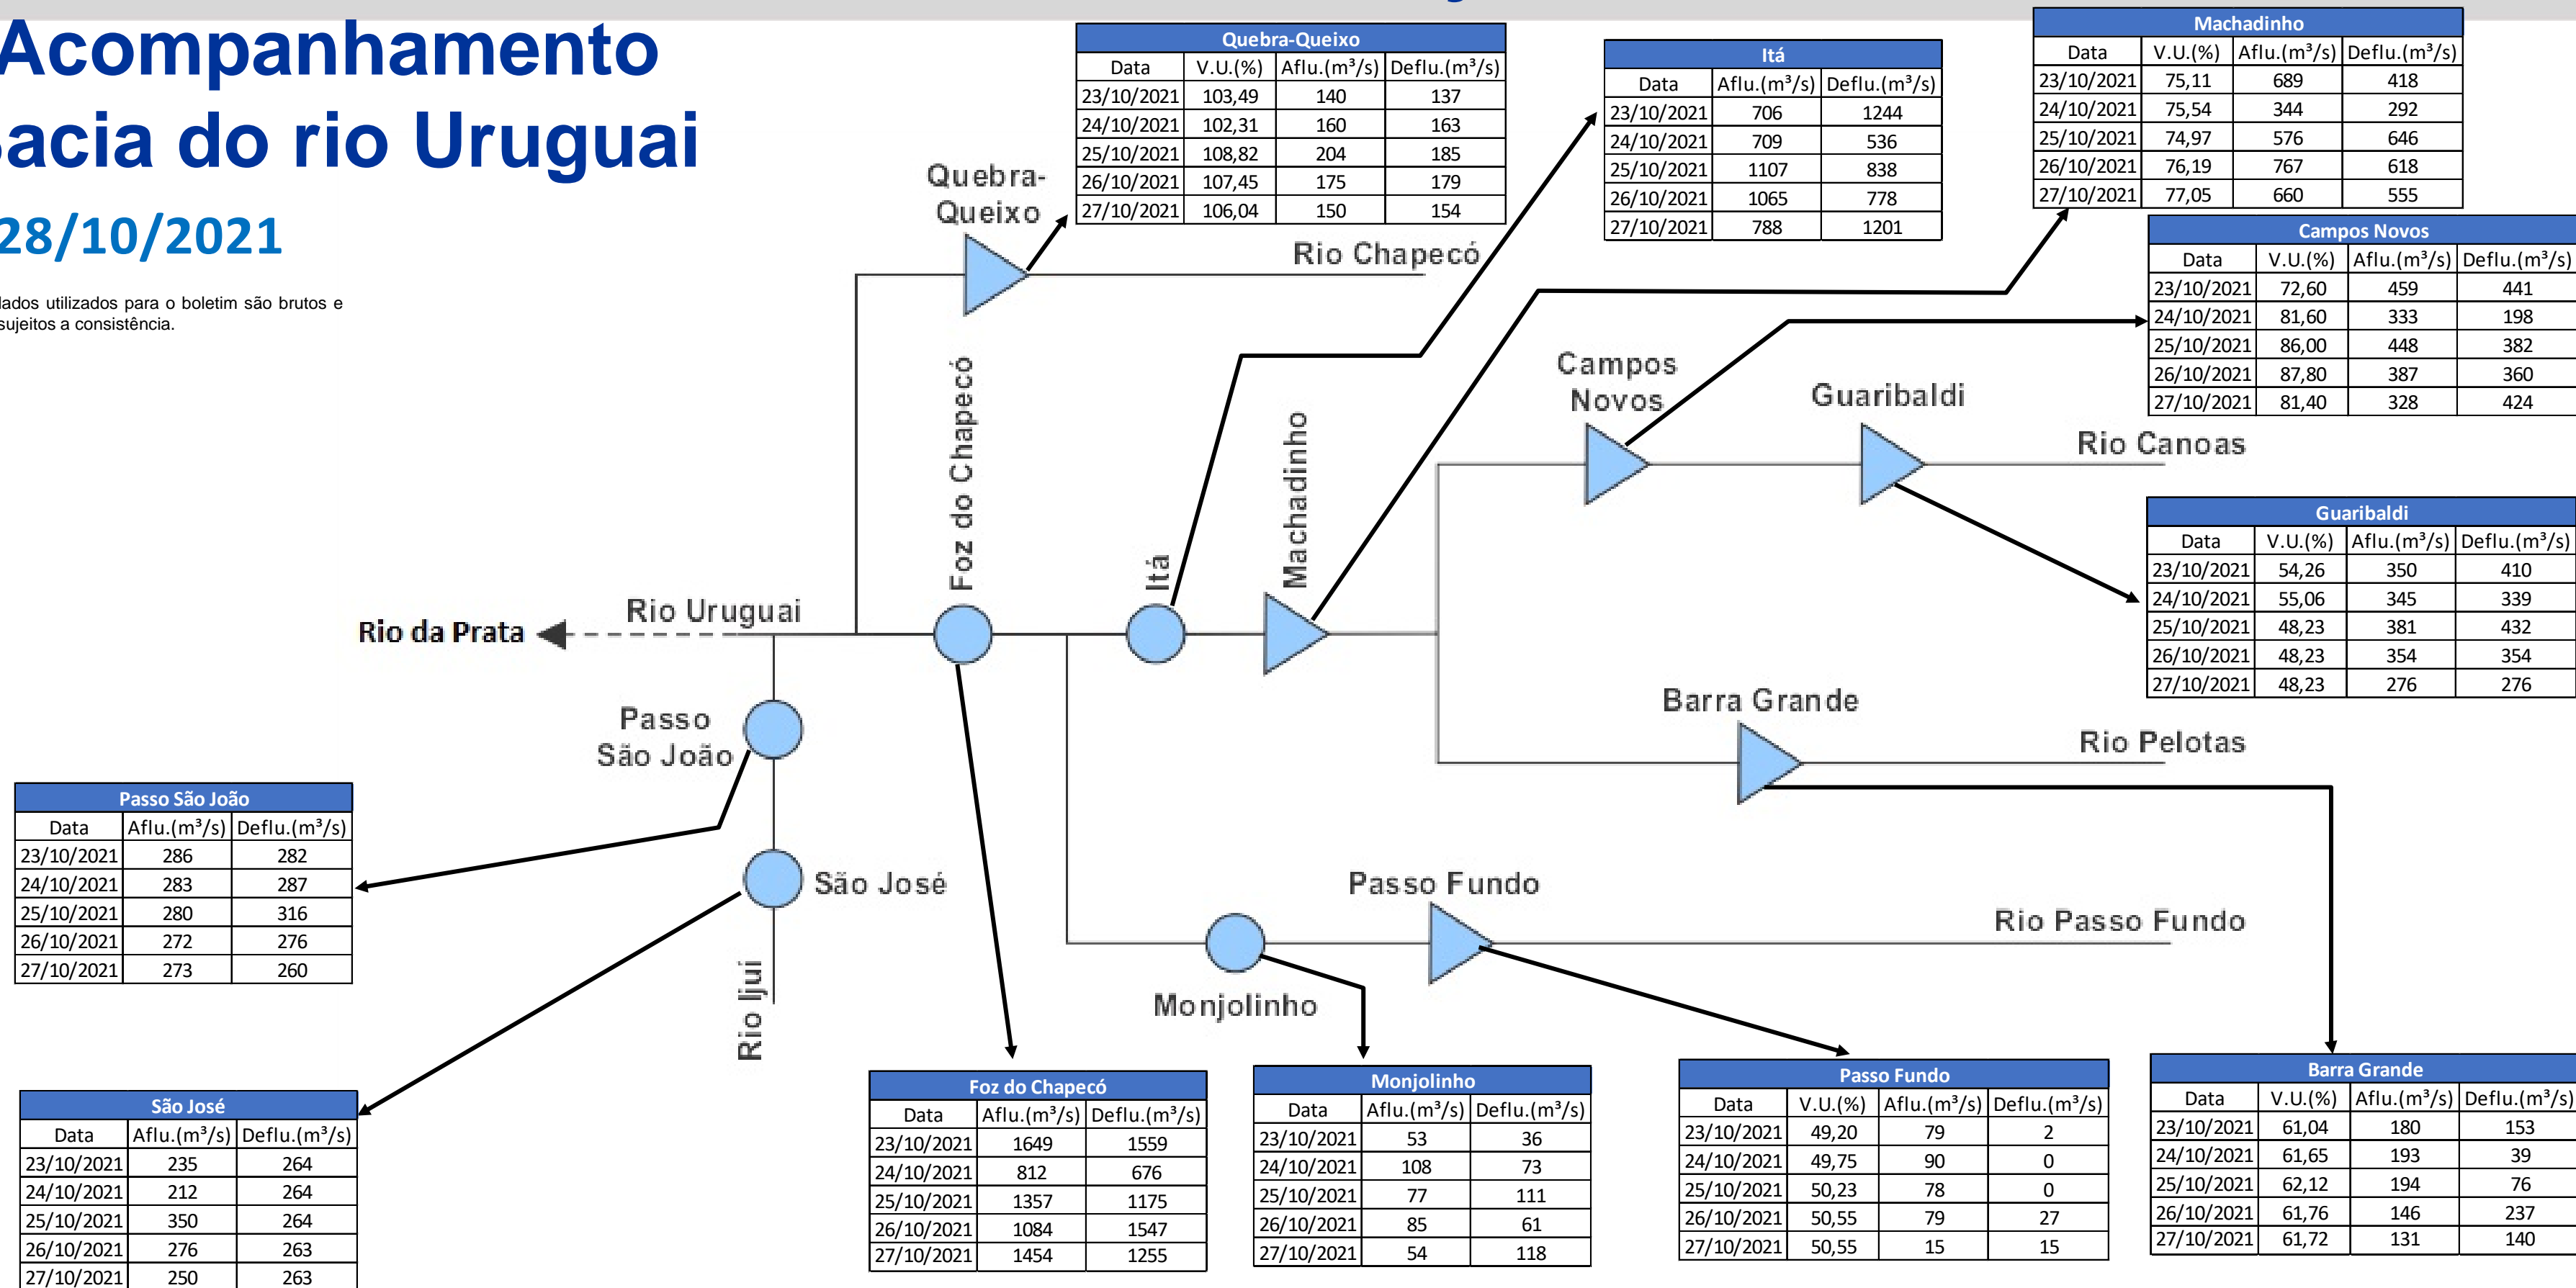 Acompanhamento
Bacia do rio Uruguai
28/10/2021
dados utilizados para o boletim são brutos e
sujeitos a consistência.
Quebra-Queixo
Data V.U.(%) Aflu.(m³/s) Deflu.(m³/s)
23/10/2021 103,49 140 137
24/10/2021 102,31 160 163
25/10/2021 108,82 204 185
26/10/2021 107,45 175 179
27/10/2021 106,04 150 154
Itá
Data Aflu.(m³/s) Deflu.(m³/s)
23/10/2021 706 1244
24/10/2021 709 536
25/10/2021 1107 838
26/10/2021 1065 778
27/10/2021 788 1201
Machadinho
Data V.U.(%) Aflu.(m³/s) Deflu.(m³/s)
23/10/2021 75,11 689 418
24/10/2021 75,54 344 292
25/10/2021 74,97 576 646
26/10/2021 76,19 767 618
27/10/2021 77,05 660 555
Campos Novos
Data V.U.(%) Aflu.(m³/s) Deflu.(m³/s)
23/10/2021 72,60 459 441
24/10/2021 81,60 333 198
25/10/2021 86,00 448 382
26/10/2021 87,80 387 360
27/10/2021 81,40 328 424
Guaribaldi
Data V.U.(%) Aflu.(m³/s) Deflu.(m³/s)
23/10/2021 54,26 350 410
24/10/2021 55,06 345 339
25/10/2021 48,23 381 432
26/10/2021 48,23 354 354
27/10/2021 48,23 276 276
Quebra-
Queixo
Rio Chapecó
Foz do Chapecó
Itá
Machadinho
Campos
Novos
Guaribaldi
Rio Canoas
Rio da Prata
Rio Uruguai
Barra Grande
Rio Pelotas
Passo
São João
São José
Rio Ijuí
Passo Fundo
Rio Passo Fundo
Monjolinho
Passo São João
Data Aflu.(m³/s) Deflu.(m³/s)
23/10/2021 286 282
24/10/2021 283 287
25/10/2021 280 316
26/10/2021 272 276
27/10/2021 273 260
São José
Data Aflu.(m³/s) Deflu.(m³/s)
23/10/2021 235 264
24/10/2021 212 264
25/10/2021 350 264
26/10/2021 276 263
27/10/2021 250 263
Foz do Chapecó
Data Aflu.(m³/s) Deflu.(m³/s)
23/10/2021 1649 1559
24/10/2021 812 676
25/10/2021 1357 1175
26/10/2021 1084 1547
27/10/2021 1454 1255
Monjolinho
Data Aflu.(m³/s) Deflu.(m³/s)
23/10/2021 53 36
24/10/2021 108 73
25/10/2021 77 111
26/10/2021 85 61
27/10/2021 54 118
Passo Fundo
Data V.U.(%) Aflu.(m³/s) Deflu.(m³/s)
23/10/2021 49,20 79 2
24/10/2021 49,75 90 0
25/10/2021 50,23 78 0
26/10/2021 50,55 79 27
27/10/2021 50,55 15 15
Barra Grande
Data V.U.(%) Aflu.(m³/s) Deflu.(m³/s)
23/10/2021 61,04 180 153
24/10/2021 61,65 193 39
25/10/2021 62,12 194 76
26/10/2021 61,76 146 237
27/10/2021 61,72 131 140